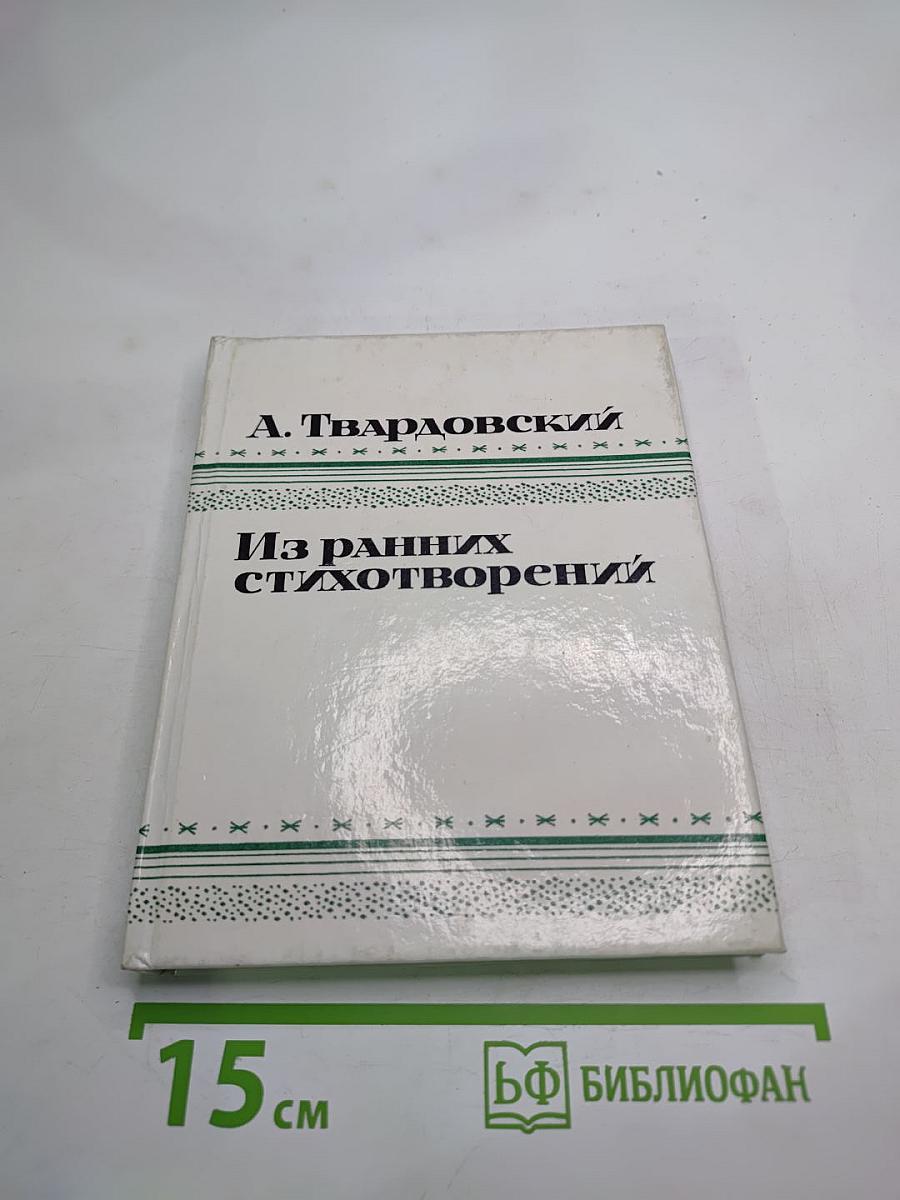 А. Твардовский
Из ранних
стихотворений
15 см
БФ БИБЛИОФАН